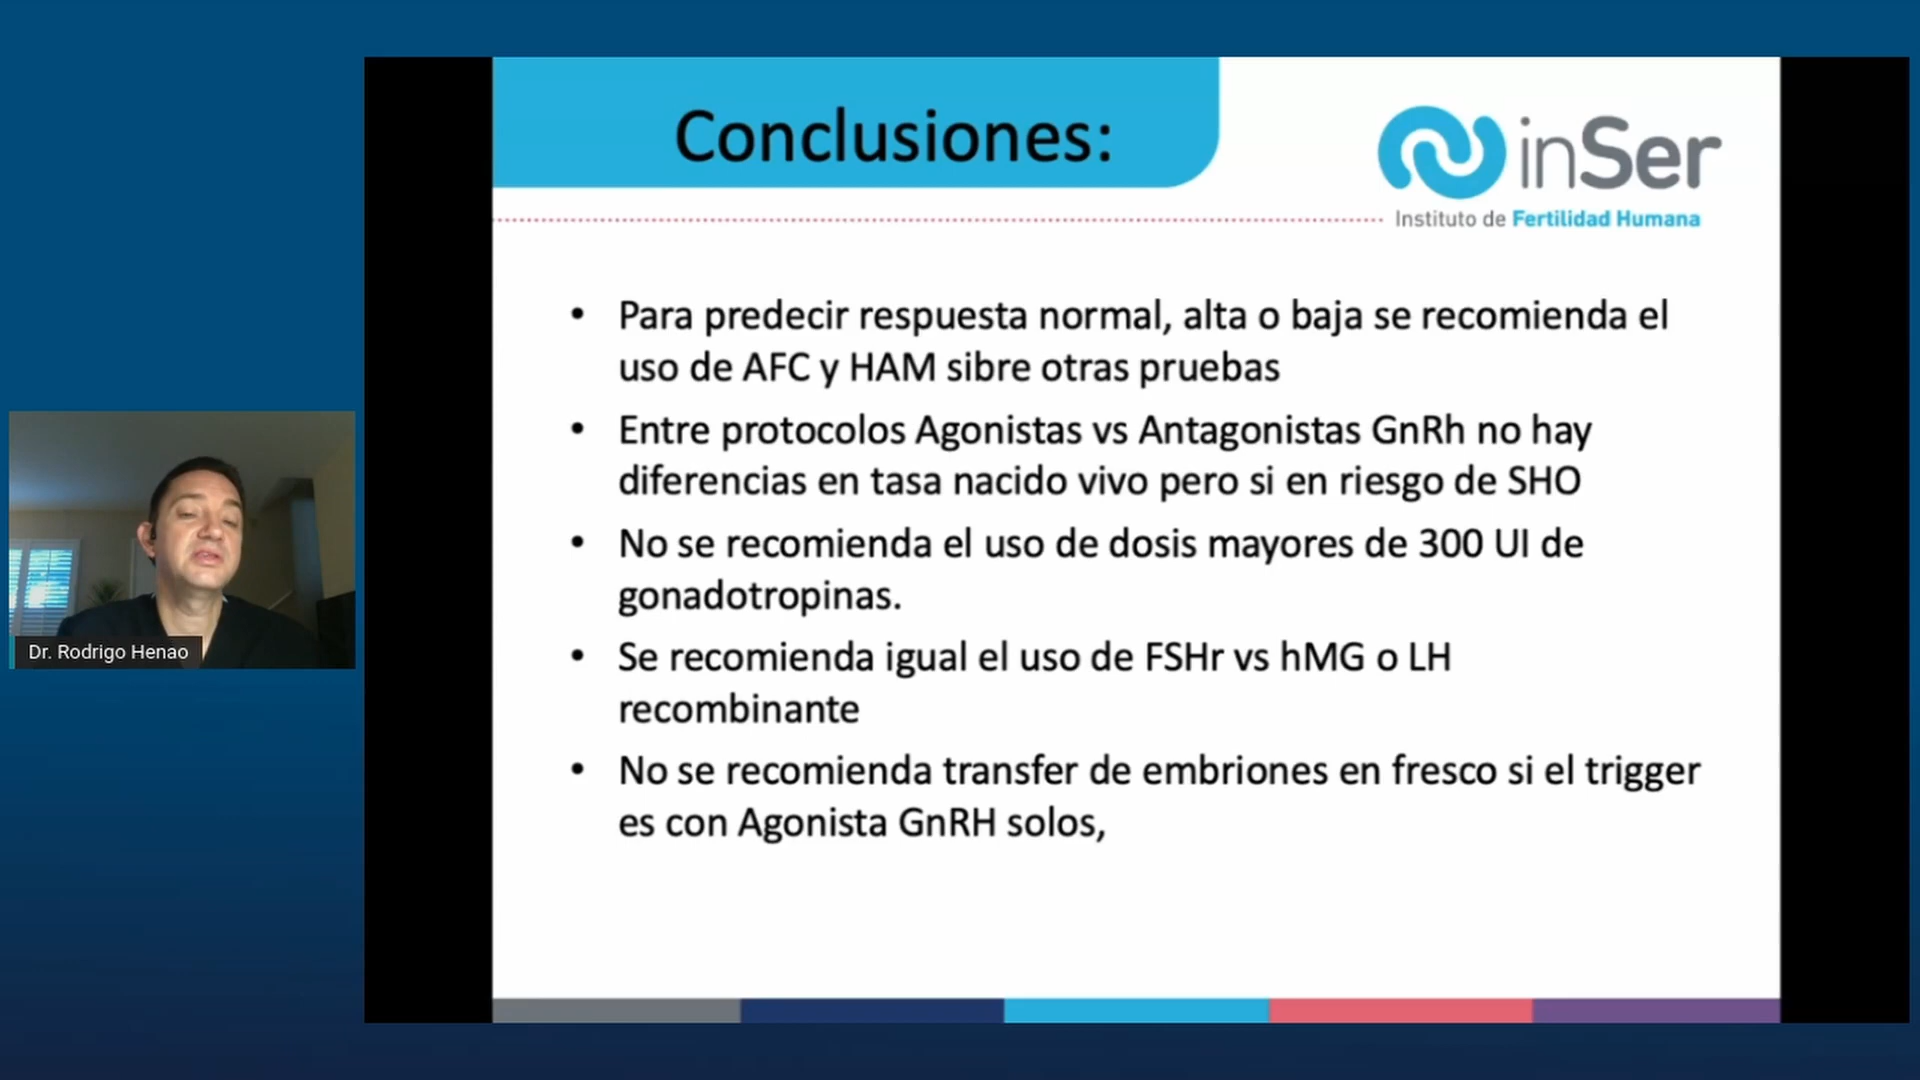 Conclusiones:
inSer
Instituto de Fertilidad Humana
• Para predecir respuesta normal, alta o baja se recomienda el
uso de AFC y HAM sibre otras pruebas
• Entre protocolos Agonistas vs Antagonistas GnRh no hay
diferencias en tasa nacido vivo pero si en riesgo de SHO
• No se recomienda el uso de dosis mayores de 300 UI de
gonadotropinas.
• Se recomienda igual el uso de FSHr vs hMG o LH
recombinante
• No se recomienda transfer de embriones en fresco si el trigger
es con Agonista GnRH solos,
Dr. Rodrigo Henao